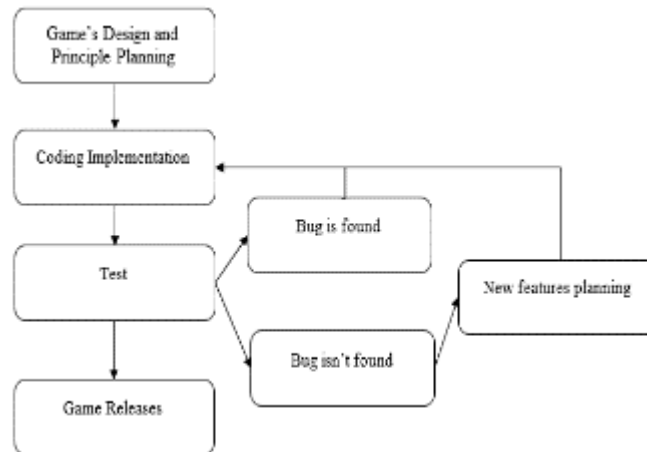 Game`s Design and
Principle Planning
Coding Implementation
Bug is found
Test
New features planning
Bug isn`t found
Game Releases